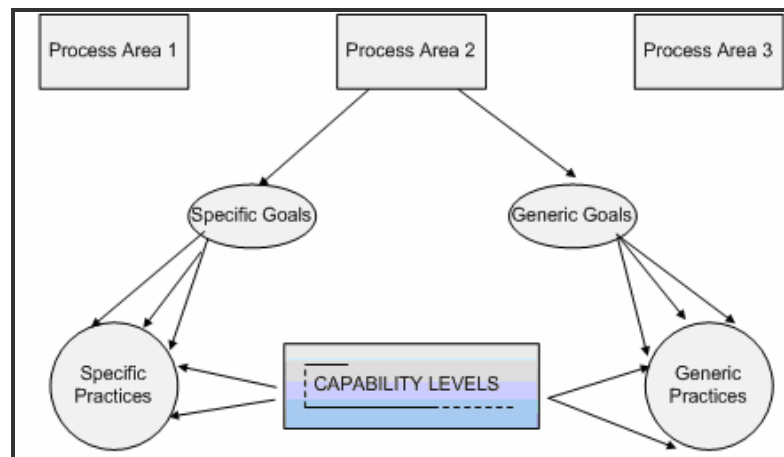 Process Area 1
Process Area 2
Process Area 3
Specific Goals
Generic Goals
Specific
Practices
CAPABILITY LEVELS
Generic
Practices